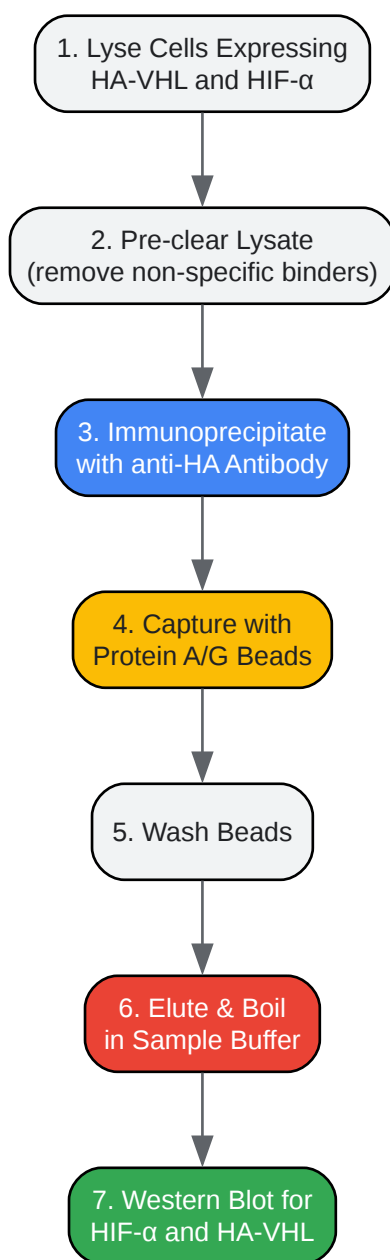 1. Lyse Cells Expressing
HA-VHL and HIF-α
2. Pre-clear Lysate
(remove non-specific binders)
3. Immunoprecipitate
with anti-HA Antibody
4. Capture with
Protein A/G Beads
5. Wash Beads
6. Elute & Boil
in Sample Buffer
7. Western Blot for
HIF-α and HA-VHL